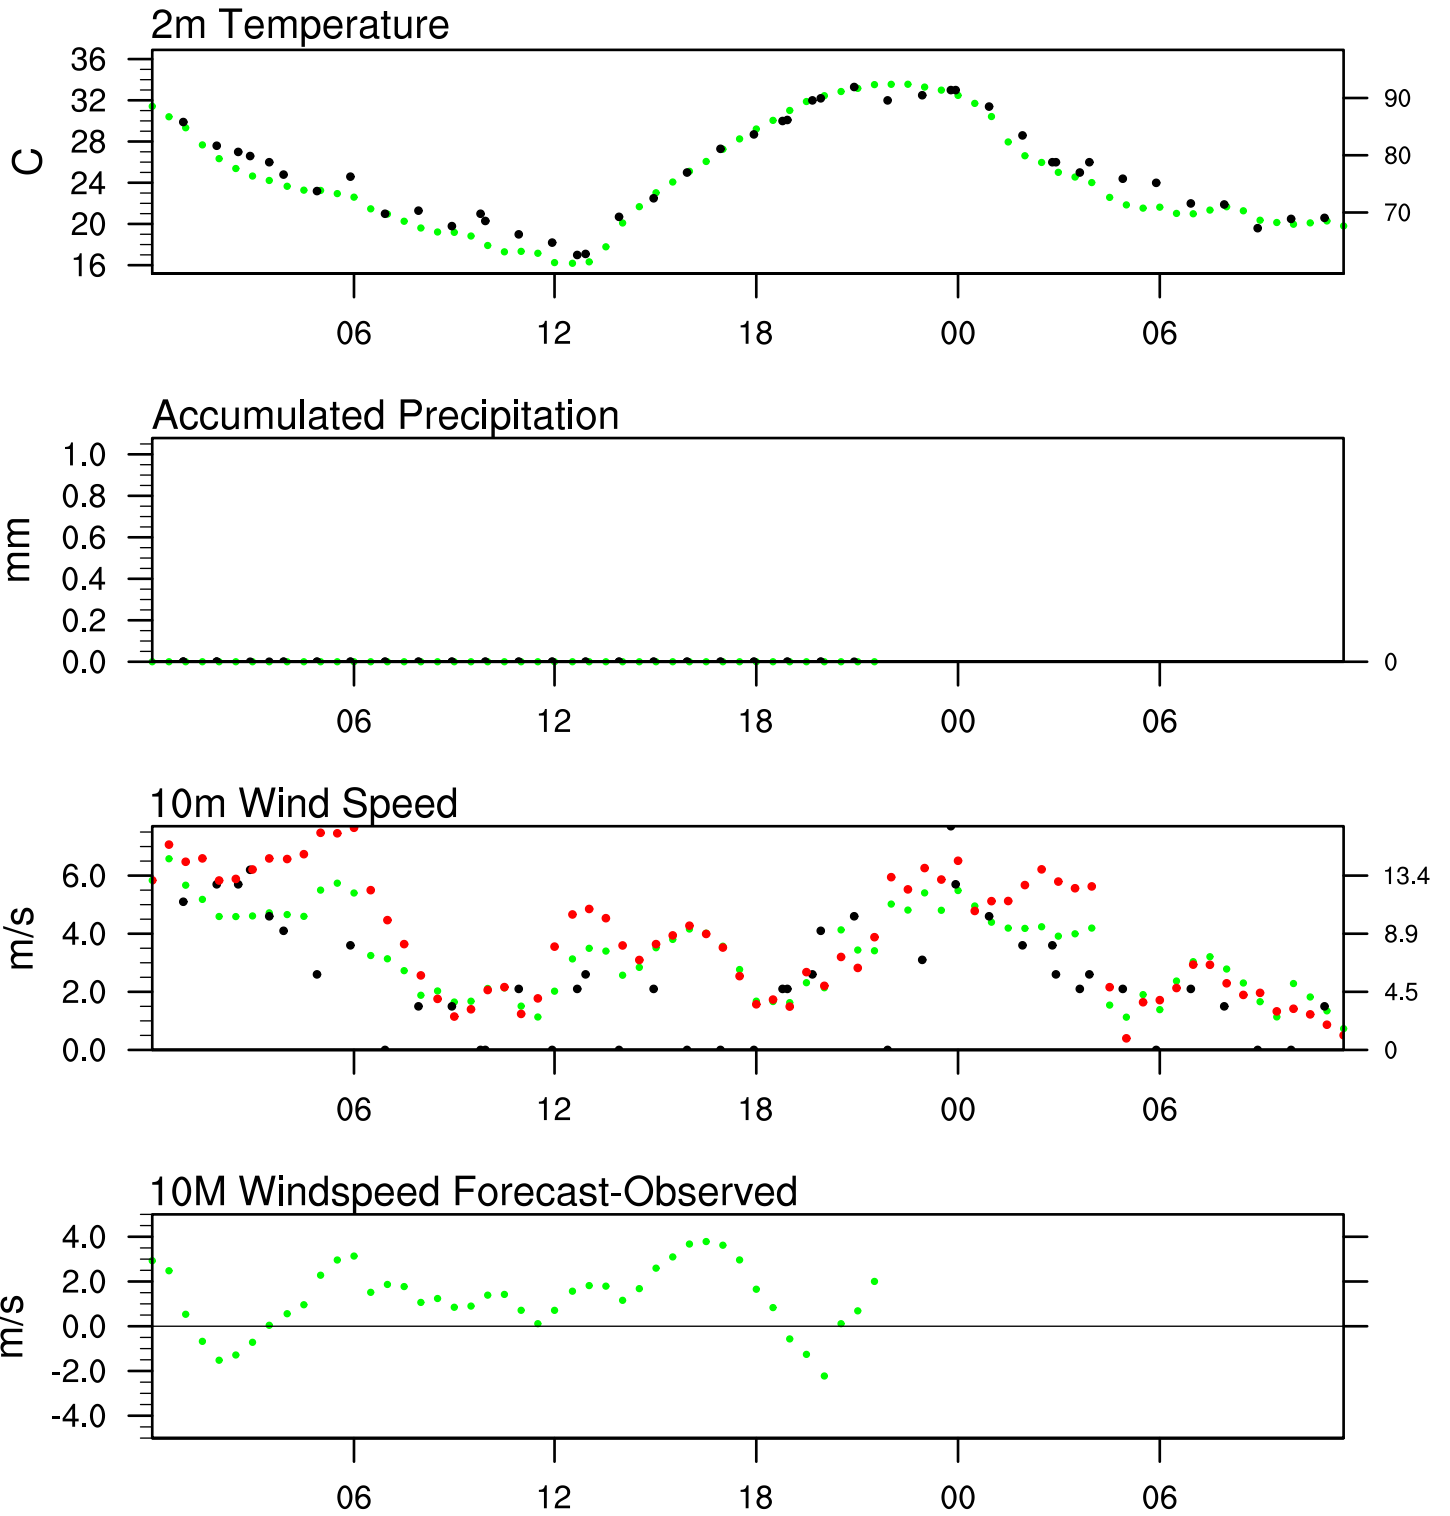 2m Temperature
36
32
28
24
20
16
C
90
80
70
06 12 18 00 06
Accumulated Precipitation
1.0
0.8
0.6
0.4
0.2
0.0
mm
0
06 12 18 00 06
10m Wind Speed
6.0
4.0
2.0
0.0
m/s
13.4
8.9
4.5
0
06 12 18 00 06
10M Windspeed Forecast-Observed
4.0
2.0
0.0
-2.0
-4.0
m/s
06 12 18 00 06